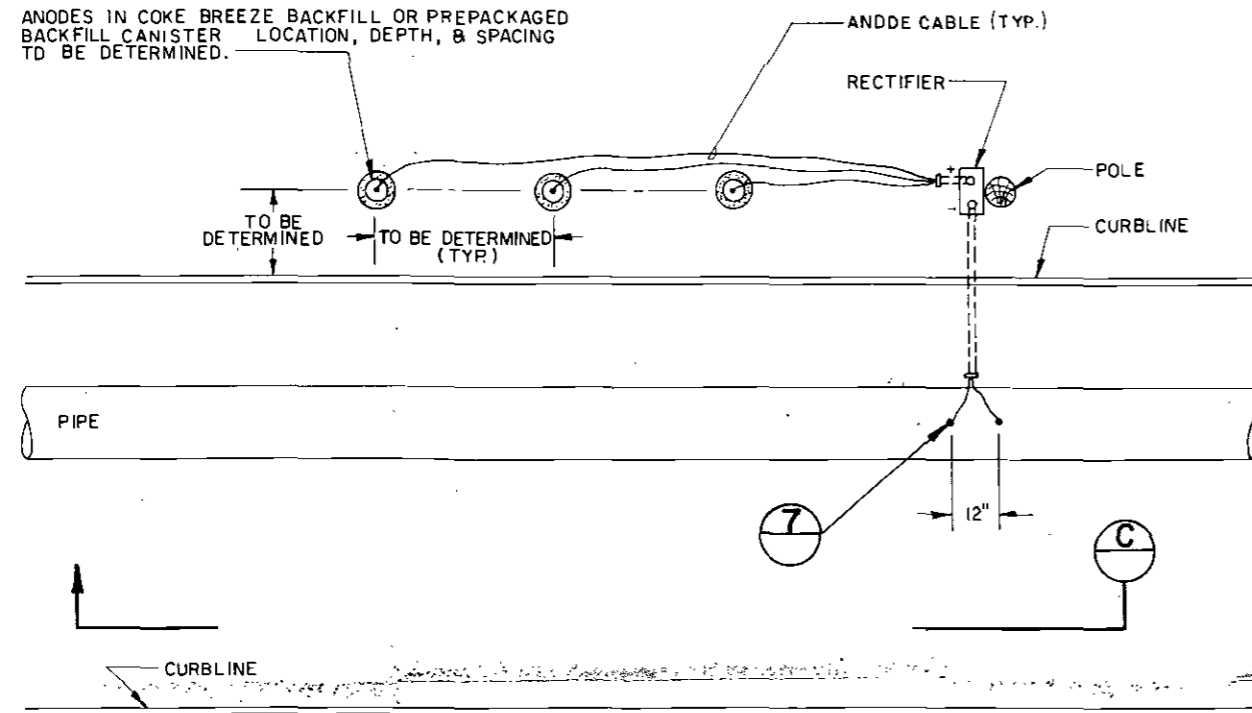 ANODES IN COKE BREEZE BACKFILL OR PREPACKAGED
BACKFILL CANISTER LOCATION, DEPTH, & SPACING
TD BE DETERMINED.
ANDDE CABLE (TYP.)
RECTIFIER
+
POLE
-
CURBLINE
TO BE
DETERMINED
TO BE DETERMINED
(TYP.)
PIPE
12"
7
C
CURBLINE